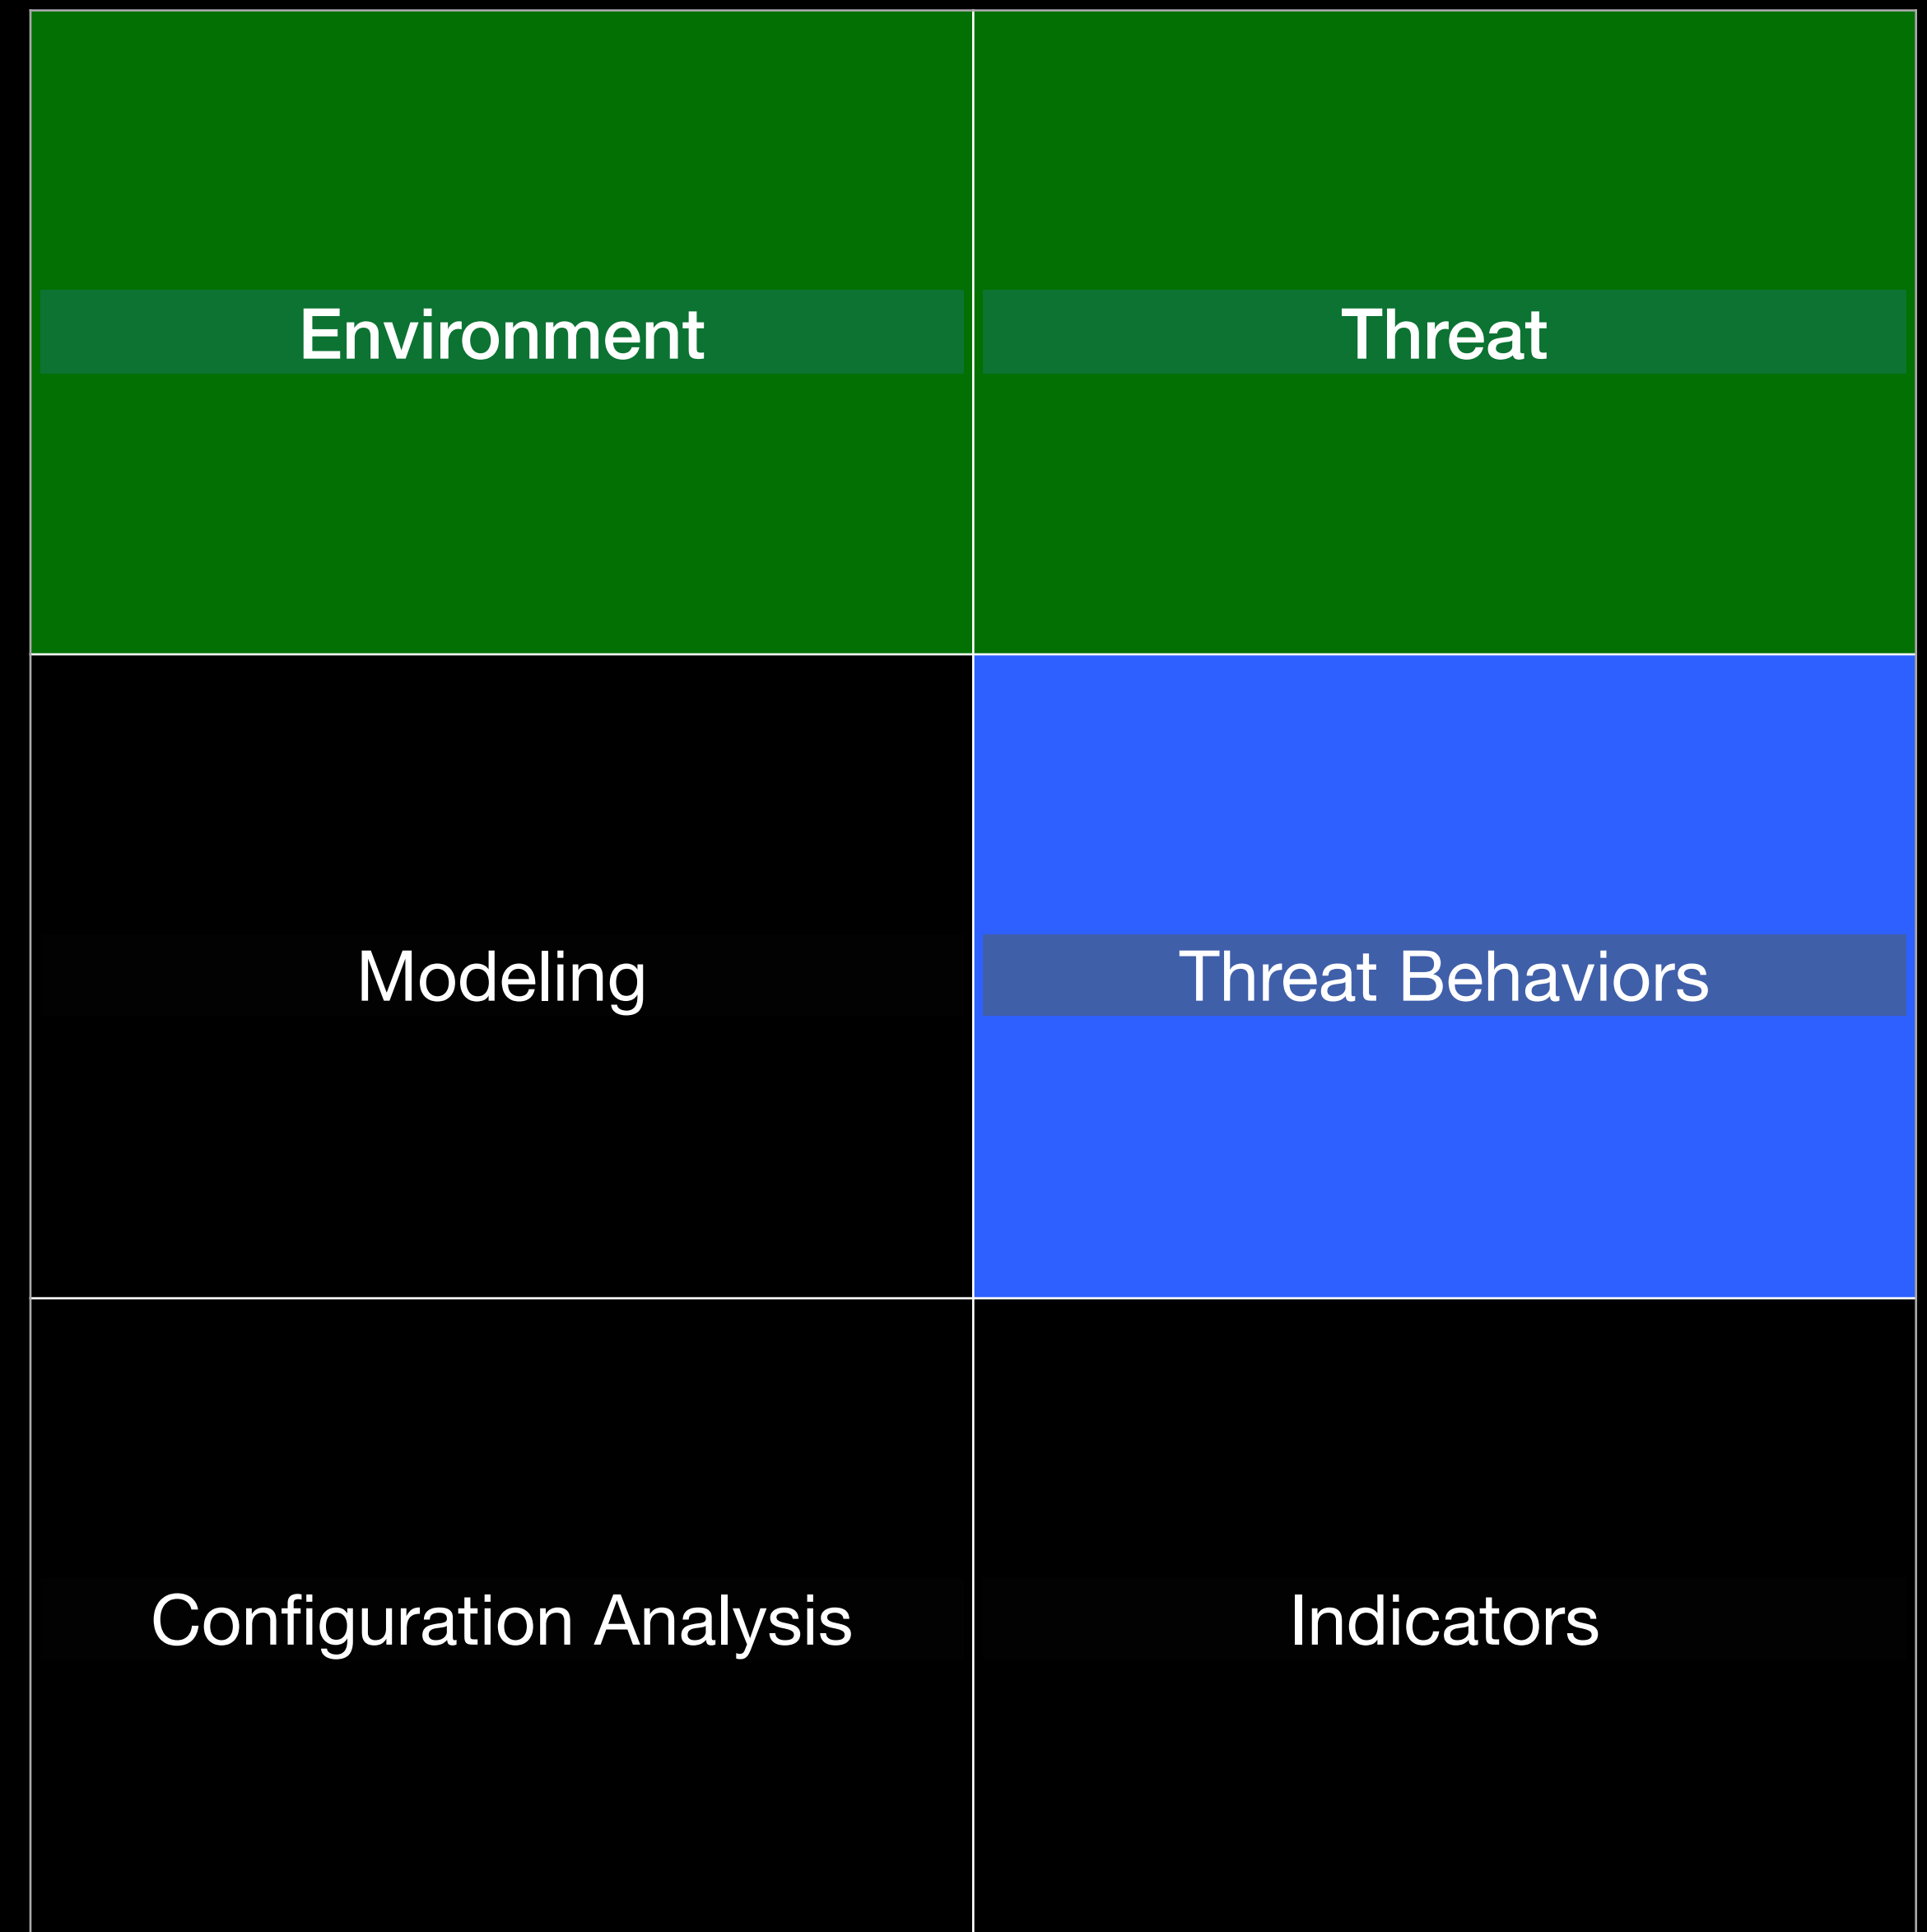 Environment
Threat
Modeling
Threat Behaviors
Configuration Analysis
Indicators